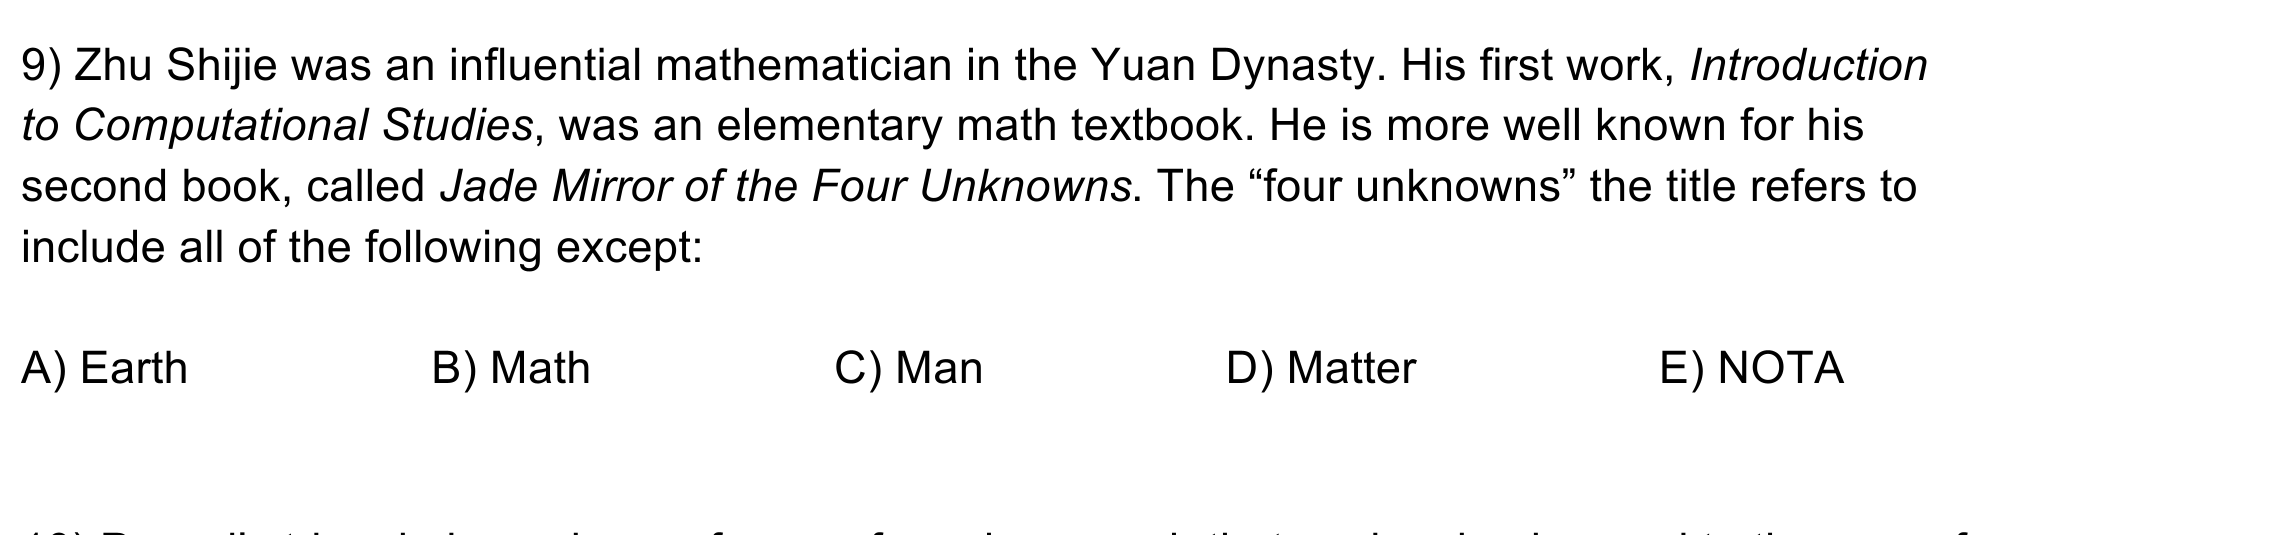 9) Zhu Shijie was an influential mathematician in the Yuan Dynasty. His first work, Introduction
to Computational Studies, was an elementary math textbook. He is more well known for his
second book, called Jade Mirror of the Four Unknowns. The “four unknowns” the title refers to
include all of the following except:
A) Earth B) Math C) Man D) Matter E) NOTA